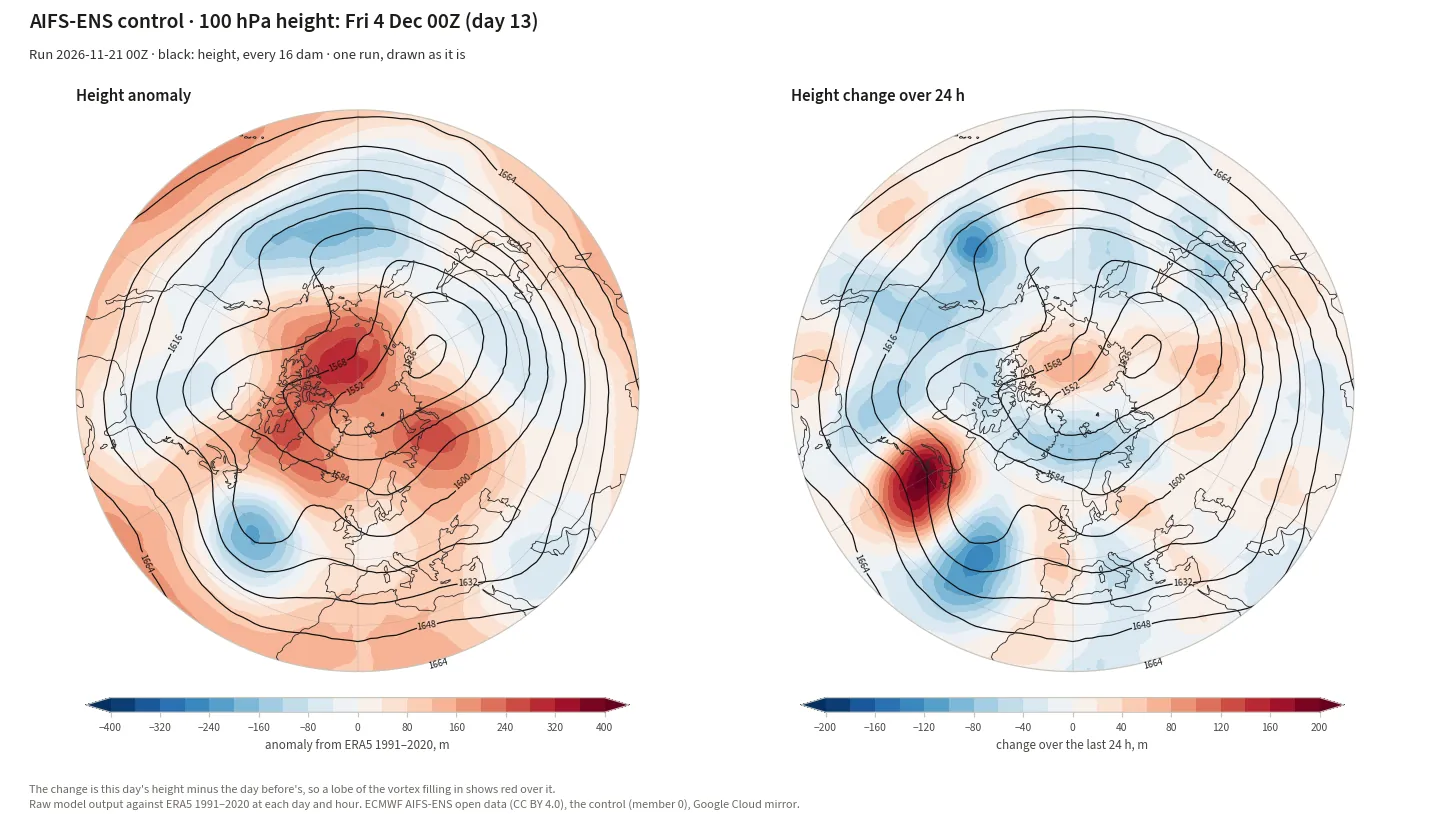 AIFS-ENS control · 100 hPa height: Fri 4 Dec 00Z (day 13)
Run 2026-11-21 00Z · black: height, every 16 dam · one run, drawn as it is
Height anomaly
Height change over 24 h
1664
1664
1616
1616
1568
1536
1568
1536
1552
1552
1584
1600
1584
1600
1664
1632
1664
1632
1648
1648
1664
1664
−400 −320 −240 −160 −80 0 80 160 240 320 400
−200 −160 −120 −80 −40 0 40 80 120 160 200
anomaly from ERA5 1991–2020, m
change over the last 24 h, m
The change is this day's height minus the day before's, so a lobe of the vortex filling in shows red over it.
Raw model output against ERA5 1991–2020 at each day and hour. ECMWF AIFS-ENS open data (CC BY 4.0), the control (member 0), Google Cloud mirror.